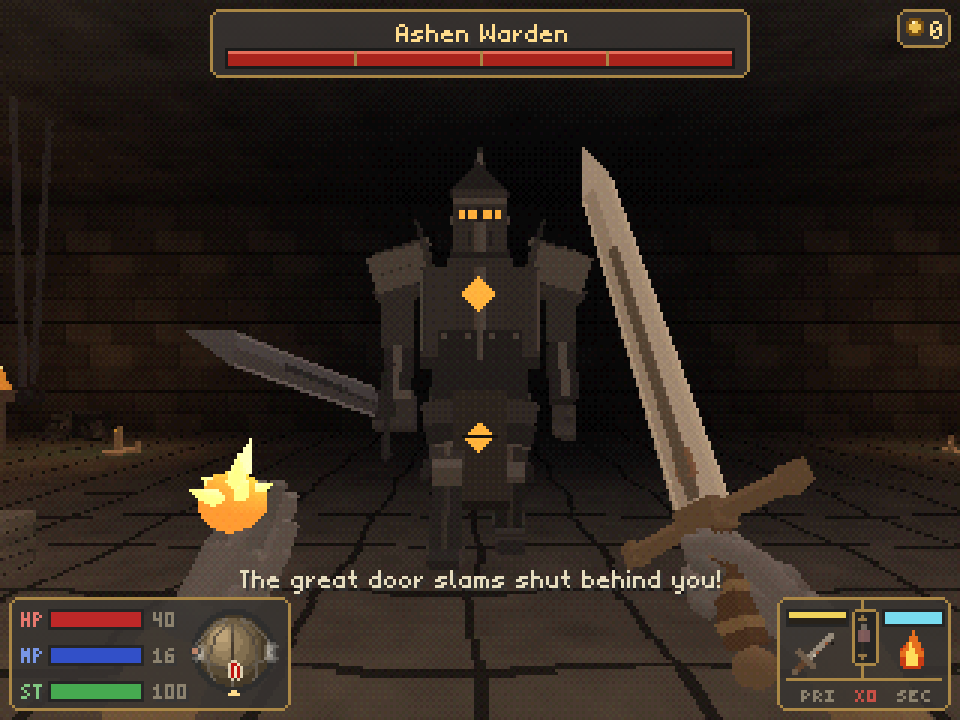 Ashen Warden
0
The great door slams shut behind you!
HP 40
MP 16
ST 100
0
PRI X0 SEC